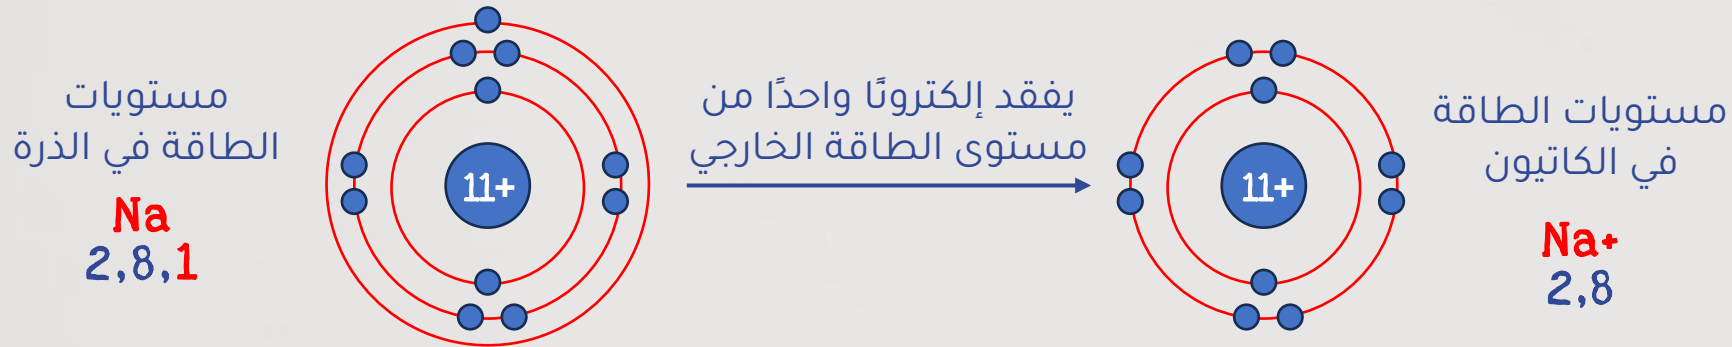 مستويات
الطاقة في الذرة
Na
2,8,1
11+
يفقد إلكترونًا واحدًا من
مستوى الطاقة الخارجي
11+
مستويات الطاقة
في الكاتيون
Na+
2,8